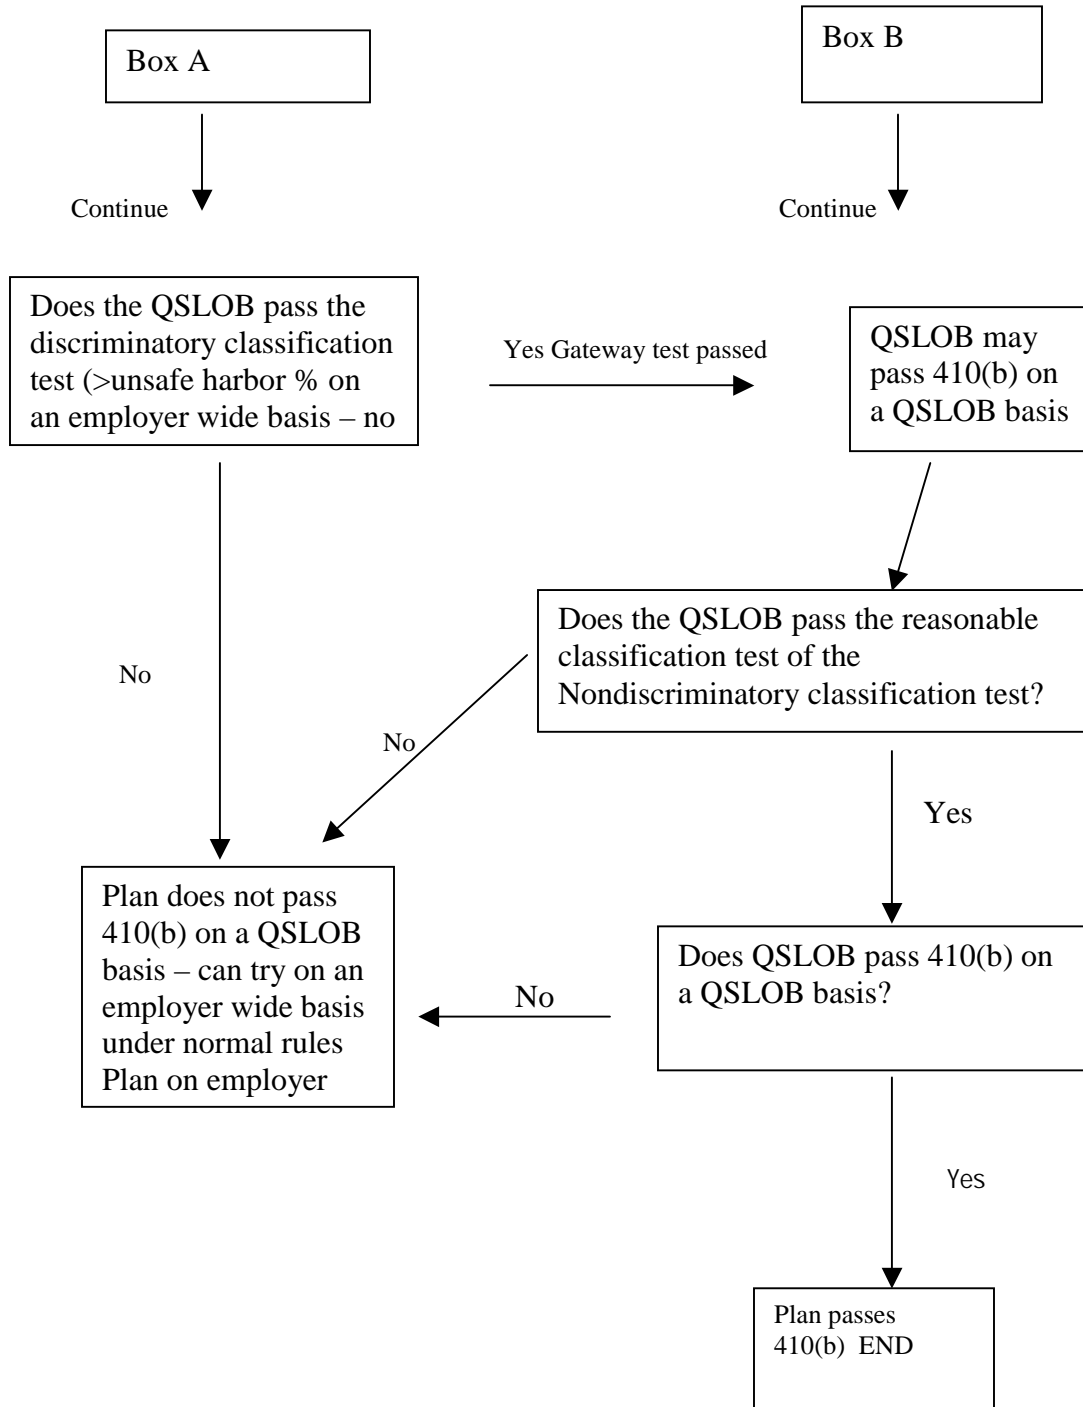 Box A
Box B
Continue
Continue
Does the QSLOB pass the
discriminatory classification
test (>unsafe harbor % on
an employer wide basis – no
Yes Gateway test passed
QSLOB may
pass 410(b) on
a QSLOB basis
Does the QSLOB pass the reasonable
classification test of the
Nondiscriminatory classification test?
No
No
Yes
Plan does not pass
410(b) on a QSLOB
basis – can try on an
employer wide basis
under normal rules
Plan on employer
No
Does QSLOB pass 410(b) on
a QSLOB basis?
Yes
Plan passes
410(b)  END